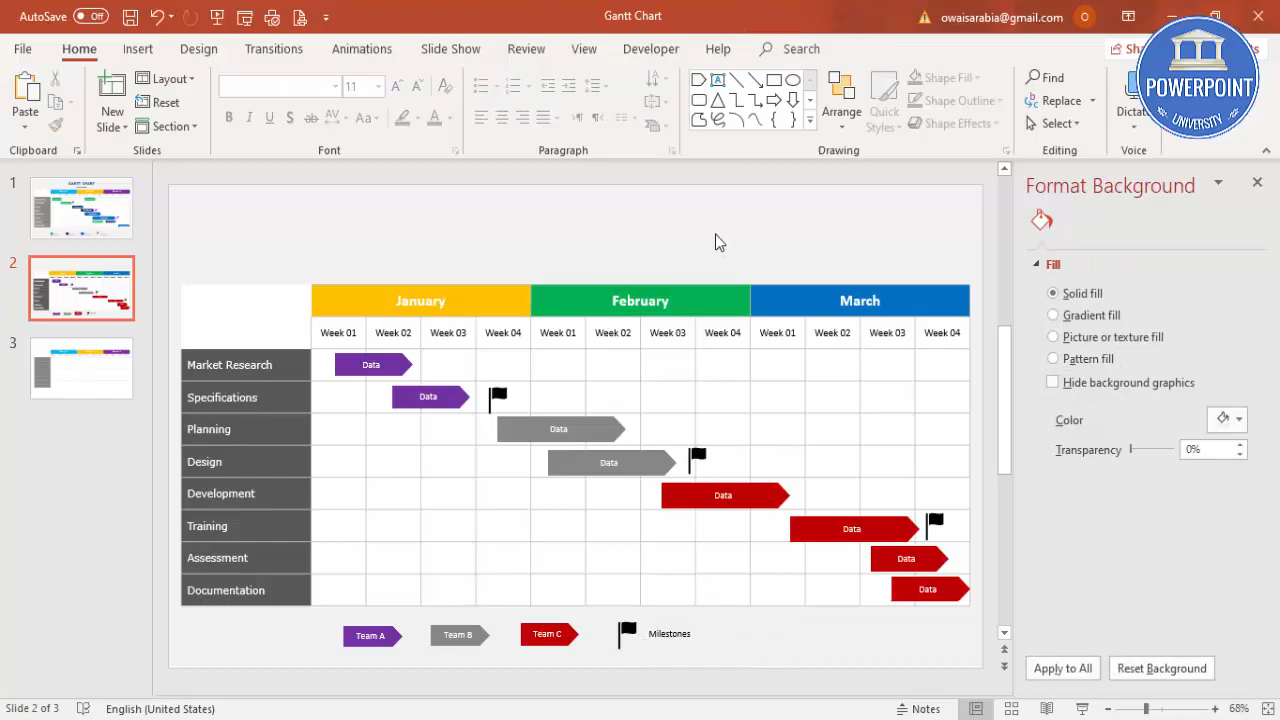 AutoSave Off
Gantt Chart
owaisarabia@gmail.com
O
File Home Insert Design Transitions Animations Slide Show Review View Developer Help Search
POWERPOINT
UNIVERSITY
Paste
Clipboard
New
Slide
Layout
Reset
Section
Slides
11
Font
Paragraph
Arrange
Quick
Styles
Shape Fill
Shape Outline
Shape Effects
Drawing
Find
Replace
Select
Editing
Dictate
Voice
1
2
3
January February March
Week 01 Week 02 Week 03 Week 04 Week 01 Week 02 Week 03 Week 04 Week 01 Week 02 Week 03 Week 04
Market Research Data
Specifications Data
Planning Data
Design Data
Development Data
Training Data
Assessment Data
Documentation Data
Team A Team B Team C Milestones
Format Background
Fill
Solid fill
Gradient fill
Picture or texture fill
Pattern fill
Hide background graphics
Color
Transparency 0%
Apply to All Reset Background
Slide 2 of 3 English (United States) Notes 68%